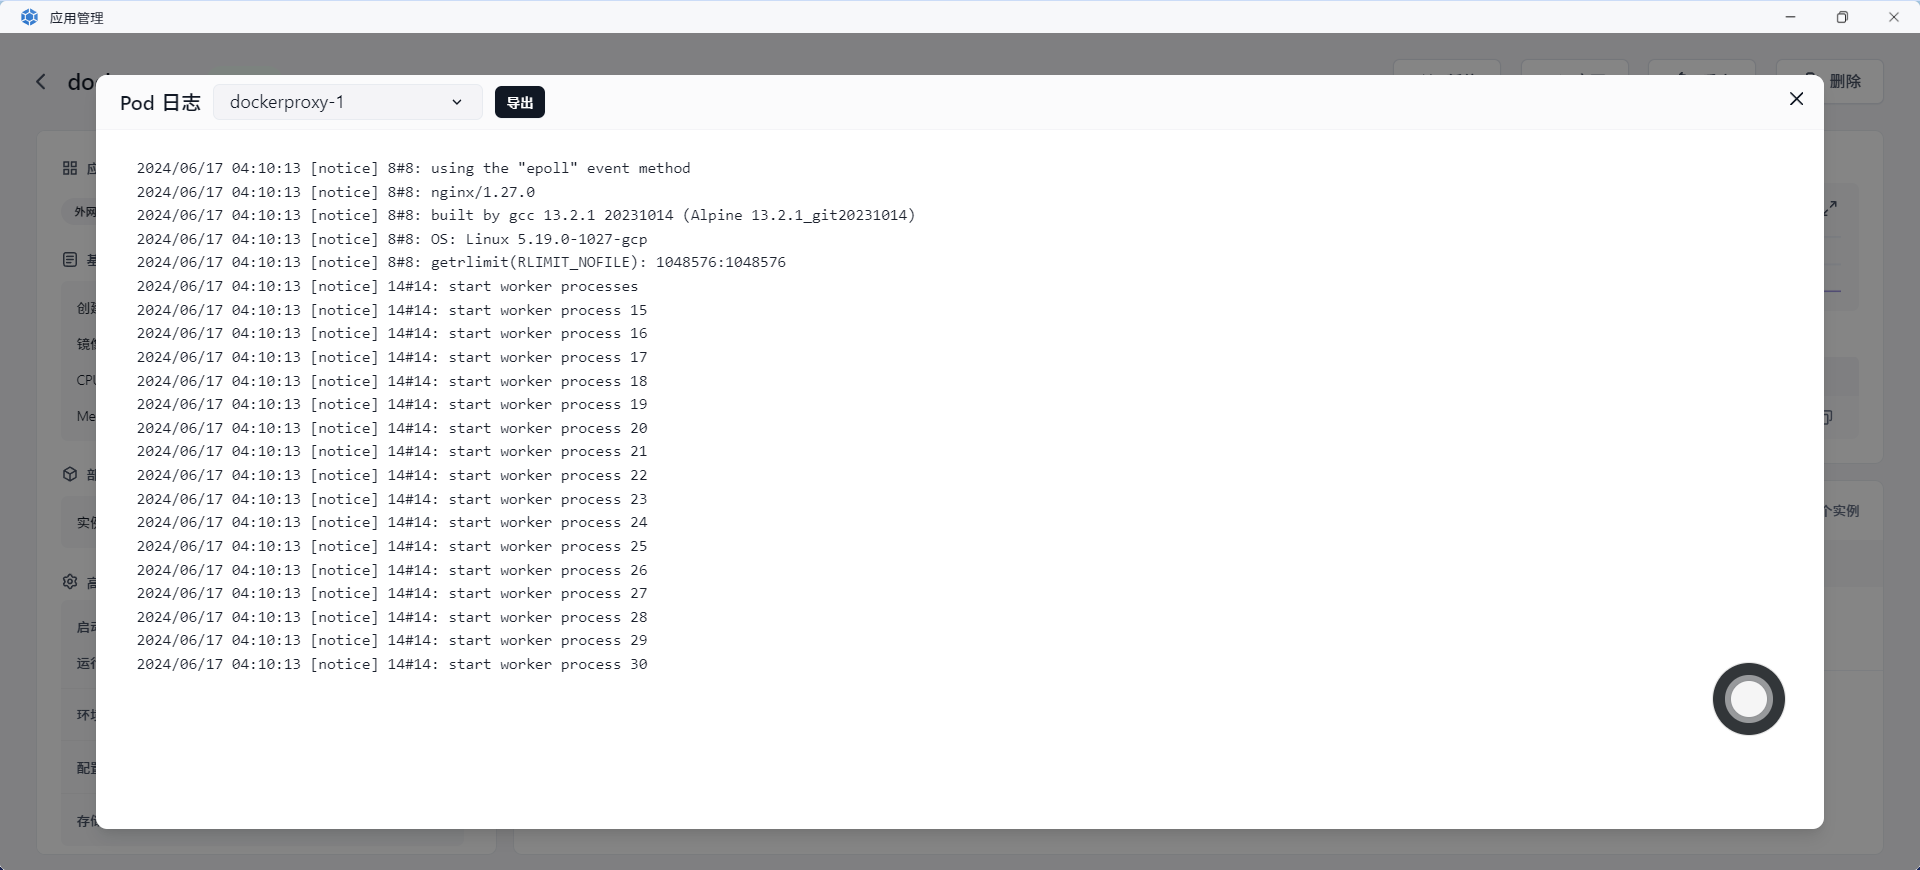 应用管理
删除
Pod 日志
dockerproxy-1
导出
2024/06/17 04:10:13 [notice] 8#8: using the "epoll" event method
2024/06/17 04:10:13 [notice] 8#8: nginx/1.27.0
2024/06/17 04:10:13 [notice] 8#8: built by gcc 13.2.1 20231014 (Alpine 13.2.1_git20231014)
2024/06/17 04:10:13 [notice] 8#8: OS: Linux 5.19.0-1027-gcp
2024/06/17 04:10:13 [notice] 8#8: getrlimit(RLIMIT_NOFILE): 1048576:1048576
2024/06/17 04:10:13 [notice] 14#14: start worker processes
2024/06/17 04:10:13 [notice] 14#14: start worker process 15
2024/06/17 04:10:13 [notice] 14#14: start worker process 16
2024/06/17 04:10:13 [notice] 14#14: start worker process 17
2024/06/17 04:10:13 [notice] 14#14: start worker process 18
2024/06/17 04:10:13 [notice] 14#14: start worker process 19
2024/06/17 04:10:13 [notice] 14#14: start worker process 20
2024/06/17 04:10:13 [notice] 14#14: start worker process 21
2024/06/17 04:10:13 [notice] 14#14: start worker process 22
2024/06/17 04:10:13 [notice] 14#14: start worker process 23
2024/06/17 04:10:13 [notice] 14#14: start worker process 24
2024/06/17 04:10:13 [notice] 14#14: start worker process 25
2024/06/17 04:10:13 [notice] 14#14: start worker process 26
2024/06/17 04:10:13 [notice] 14#14: start worker process 27
2024/06/17 04:10:13 [notice] 14#14: start worker process 28
2024/06/17 04:10:13 [notice] 14#14: start worker process 29
2024/06/17 04:10:13 [notice] 14#14: start worker process 30
外网
个实例